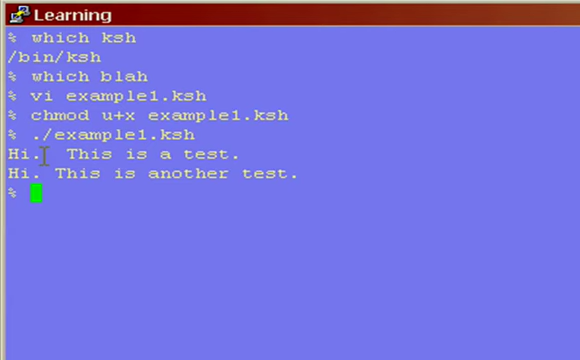 Learning
% which ksh
/bin/ksh
% which blah
% vi example1.ksh
% chmod u+x example1.ksh
% ./example1.ksh
Hi.  This is a test.
Hi. This is another test.
%